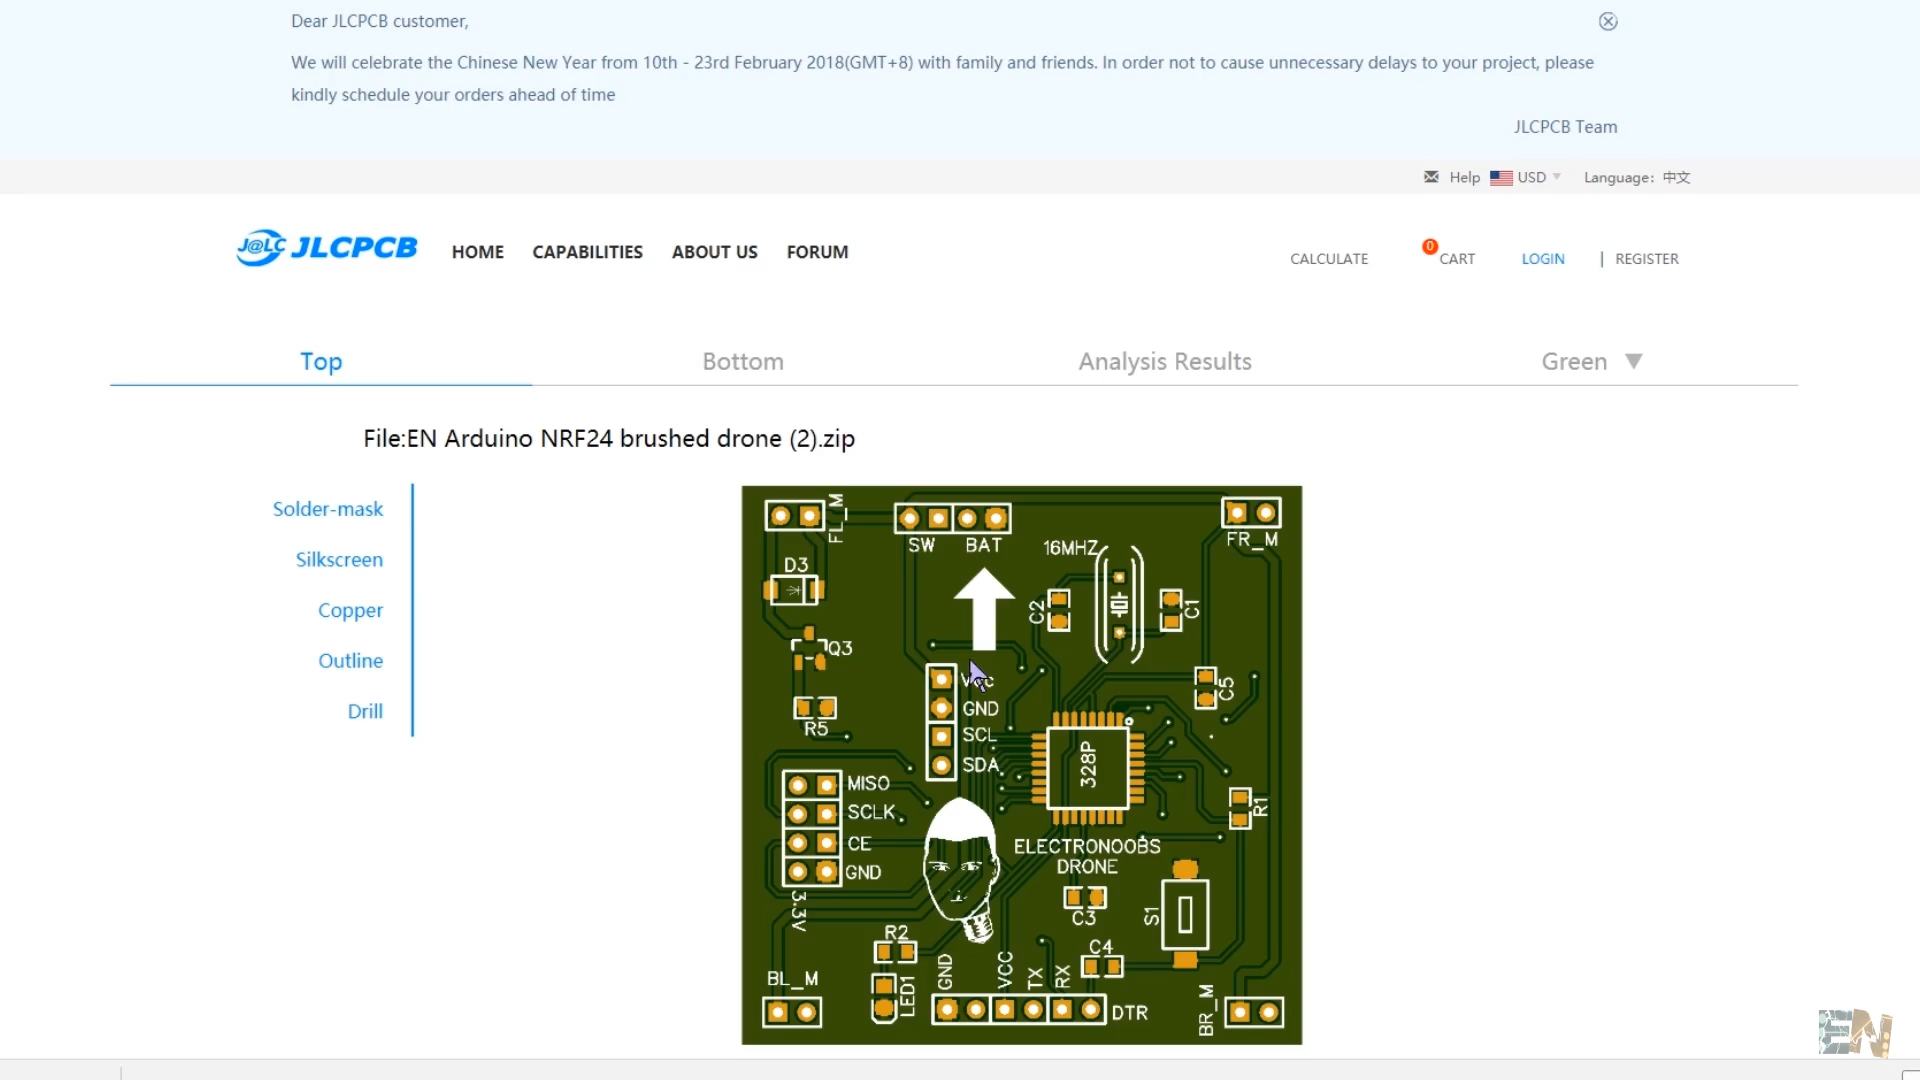 Dear JLCPCB customer,
We will celebrate the Chinese New Year from 10th - 23rd February 2018(GMT+8) with family and friends. In order not to cause unnecessary delays to your project, please
kindly schedule your orders ahead of time
JLCPCB Team
Help USD Language: 中文
J@LC JLCPCB HOME CAPABILITIES ABOUT US FORUM
CALCULATE 0 CART LOGIN | REGISTER
Top Bottom Analysis Results Green
File:EN Arduino NRF24 brushed drone (2).zip
Solder-mask
Silkscreen
Copper
Outline
Drill
FL_M
SW BAT
FR_M
16MHZ
D3
C2
C1
Q3
Vcc
C5
R5
GND
SCL
SDA
328P
MISO
SCLK
CE
GND
3.3V
R1
ELECTRONOOBS
DRONE
C3
S1
R2
C4
BL_M
LED1
GND
VCC
TX
RX
DTR
BR_M
EN